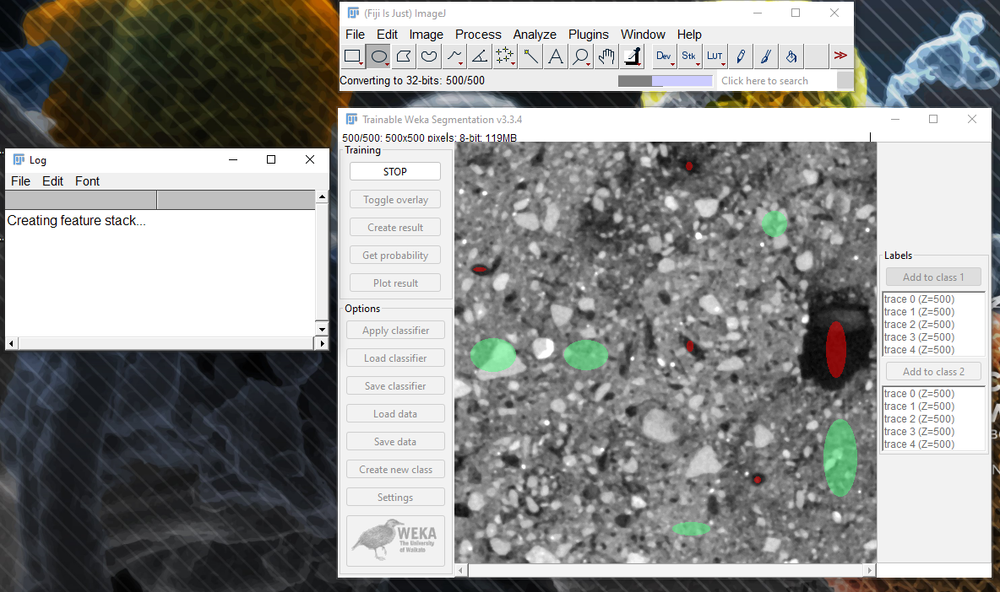 (Fiji Is Just) ImageJ
File Edit Image Process Analyze Plugins Window Help
Dev Stk LUT
Converting to 32-bits: 500/500
Click here to search
Trainable Weka Segmentation v3.3.4
500/500: 500x500 pixels: 8-bit: 119MB
Log
File Edit Font
Creating feature stack...
Training
STOP
Toggle overlay
Create result
Get probability
Plot result
Options
Apply classifier
Load classifier
Save classifier
Load data
Save data
Create new class
Settings
WEKA
The University
of Waikato
Labels
Add to class 1
trace 0 (Z=500)
trace 1 (Z=500)
trace 2 (Z=500)
trace 3 (Z=500)
trace 4 (Z=500)
Add to class 2
trace 0 (Z=500)
trace 1 (Z=500)
trace 2 (Z=500)
trace 3 (Z=500)
trace 4 (Z=500)